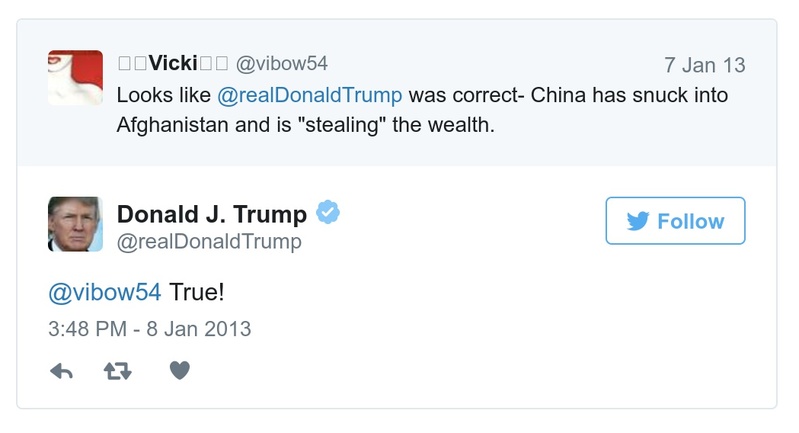 □□Vicki□□ @vibow54 7 Jan 13
Looks like @realDonaldTrump was correct- China has snuck into
Afghanistan and is "stealing" the wealth.
Donald J. Trump
@realDonaldTrump
Follow
@vibow54 True!
3:48 PM - 8 Jan 2013